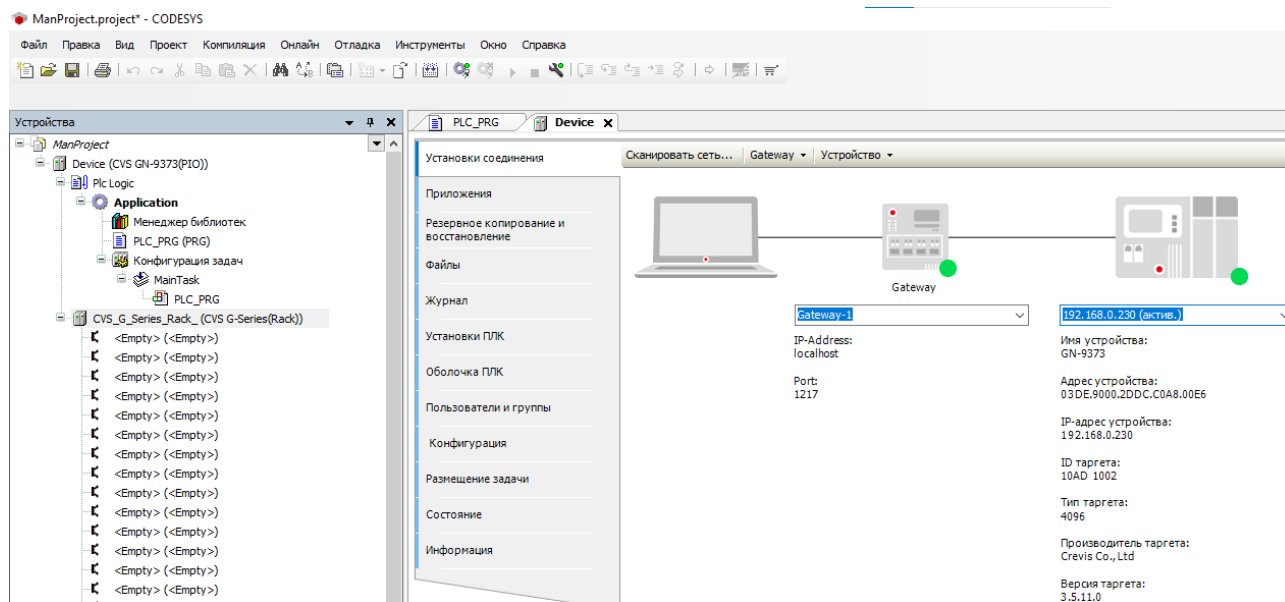 ManProject.project* - CODESYS
Файл Правка Вид Проект Компиляция Онлайн Отладка Инструменты Окно Справка
Устройства
ManProject
Device (CVS GN-9373(PIO))
Plc Logic
Application
Менеджер библиотек
PLC_PRG (PRG)
Конфигурация задач
MainTask
PLC_PRG
CVS_G_Series_Rack_ (CVS G-Series(Rack))
<Empty> (<Empty>)
<Empty> (<Empty>)
<Empty> (<Empty>)
<Empty> (<Empty>)
<Empty> (<Empty>)
<Empty> (<Empty>)
<Empty> (<Empty>)
<Empty> (<Empty>)
<Empty> (<Empty>)
<Empty> (<Empty>)
<Empty> (<Empty>)
<Empty> (<Empty>)
<Empty> (<Empty>)
<Empty> (<Empty>)
PLC_PRG Device
Установки соединения
Приложения
Резервное копирование и
восстановление
Файлы
Журнал
Установки ПЛК
Оболочка ПЛК
Пользователи и группы
Конфигурация
Размещение задачи
Состояние
Информация
Сканировать сеть... Gateway Устройство
Gateway
Gateway-1
IP-Address:
localhost
Port:
1217
192.168.0.230 (актив.)
Имя устройства:
GN-9373
Адрес устройства:
03DE.9000.2DDC.C0A8.00E6
IP-адрес устройства:
192.168.0.230
ID таргета:
10AD 1002
Тип таргета:
4096
Производитель таргета:
Crevis Co., Ltd
Версия таргета:
3.5.11.0